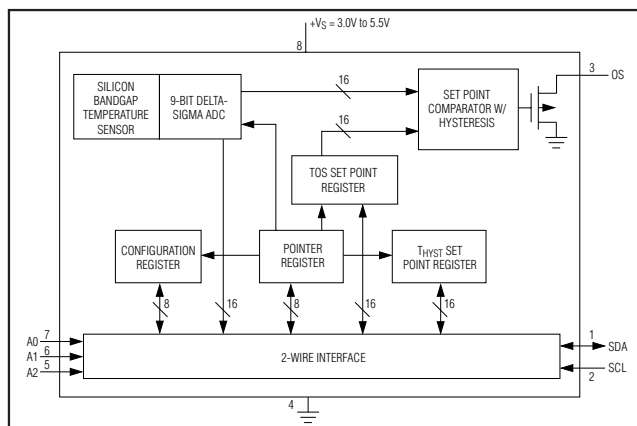 +VS = 3.0V to 5.5V
8
SILICON
BANDGAP
TEMPERATURE
SENSOR
9-BIT DELTA-
SIGMA ADC
16
16
SET POINT
COMPARATOR W/
HYSTERESIS
3
OS
TOS SET POINT
REGISTER
CONFIGURATION
REGISTER
POINTER
REGISTER
THYST SET
POINT REGISTER
8
16
8
16
16
A0
7
A1
6
A2
5
2-WIRE INTERFACE
1
SDA
SCL
2
4